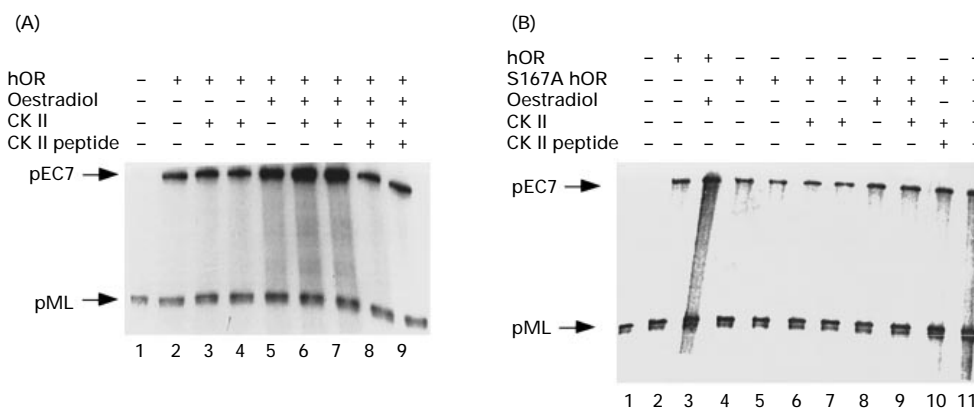 (A)
hOR – + + + + + + + +
Oestradiol – – – – + + + + +
CK II – – + + – + + + +
CK II peptide – – – – – – – + +
pEC7
pML
1 2 3 4 5 6 7 8 9
(B)
hOR – + + – – – – – – –
S167A hOR – – – + + + + + + +
Oestradiol – – + – – – – + + –
CK II – – – – – + + – + +
CK II peptide – – – – – – – – – +
pEC7
pML
1 2 3 4 5 6 7 8 9 10 11